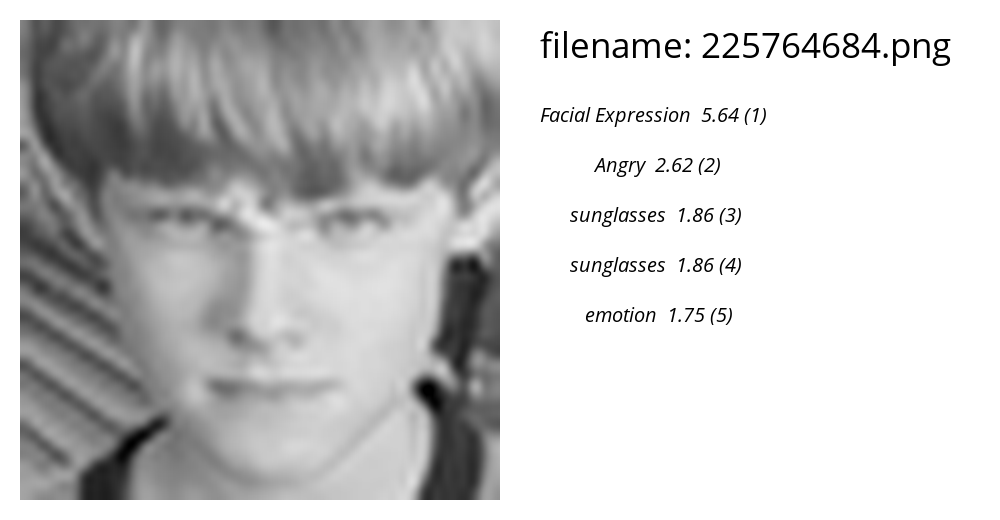 filename: 225764684.png
Facial Expression 5.64 (1)
Angry 2.62 (2)
sunglasses 1.86 (3)
sunglasses 1.86 (4)
emotion 1.75 (5)